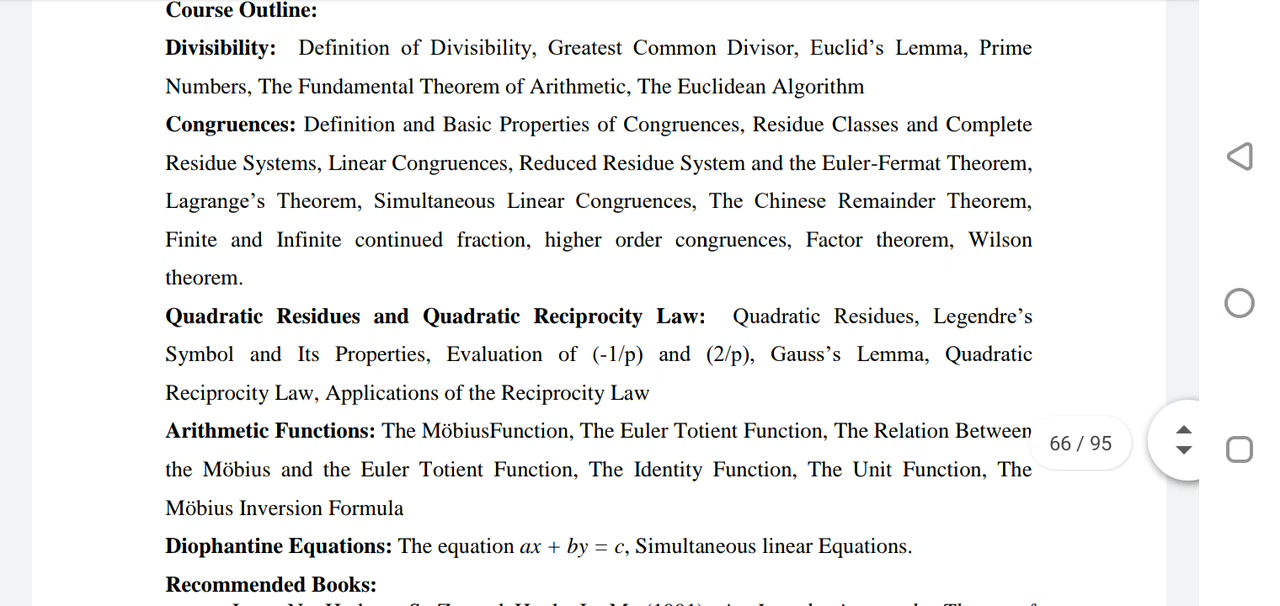 Course Outline:
Divisibility: Definition of Divisibility, Greatest Common Divisor, Euclid’s Lemma, Prime
Numbers, The Fundamental Theorem of Arithmetic, The Euclidean Algorithm
Congruences: Definition and Basic Properties of Congruences, Residue Classes and Complete
Residue Systems, Linear Congruences, Reduced Residue System and the Euler-Fermat Theorem,
Lagrange’s Theorem, Simultaneous Linear Congruences, The Chinese Remainder Theorem,
Finite and Infinite continued fraction, higher order congruences, Factor theorem, Wilson
theorem.
Quadratic Residues and Quadratic Reciprocity Law: Quadratic Residues, Legendre’s
Symbol and Its Properties, Evaluation of (-1/p) and (2/p), Gauss’s Lemma, Quadratic
Reciprocity Law, Applications of the Reciprocity Law
Arithmetic Functions: The MöbiusFunction, The Euler Totient Function, The Relation Between
66 / 95
the Möbius and the Euler Totient Function, The Identity Function, The Unit Function, The
Möbius Inversion Formula
Diophantine Equations: The equation ax + by = c, Simultaneous linear Equations.
Recommended Books: